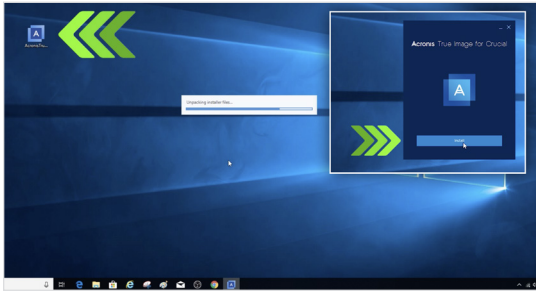 AcronisTru...
Unpacking installer files...
Acronis True Image for Crucial
A
Install